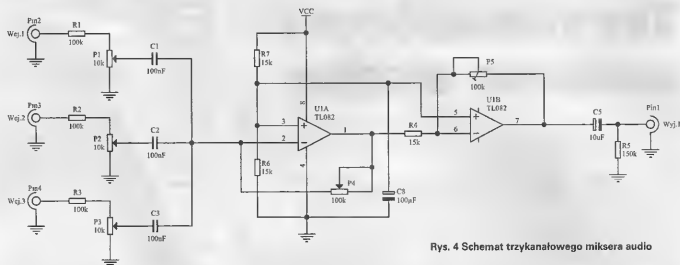 Pin2
Wej.1
R1
100k
P1
10k
C1
100nF
Pin3
Wej.2
R2
100k
P2
10k
C2
100nF
Pin4
Wej.3
R3
100k
P3
10k
C3
100nF
VCC
R7
15k
8
U1A
TL082
3
2
1
4
R6
15k
P4
100k
R4
15k
C8
100µF
P5
100k
U1B
TL082
5
6
7
C5
10uF
R5
150k
Pin1
Wyj.1
Rys. 4 Schemat trzykanałowego miksera audio